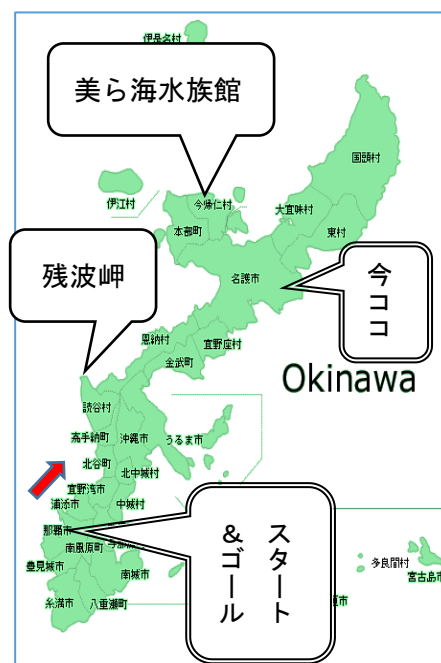 伊是名村
美ら海水族館
国頭村
伊江村
今帰仁村
大宜味村
本部町
東村
残波岬
名護市
今ココ
恩納村
宜野座村
金武町
Okinawa
読谷村
嘉手納町
沖縄市
うるま市
北谷町
北中城村
宜野湾市
浦添市
中城村
スタート
&ゴール
那覇市
南風原町
豊見城市
南城市
多良間村
宮古島市
糸満市
八重瀬町
市